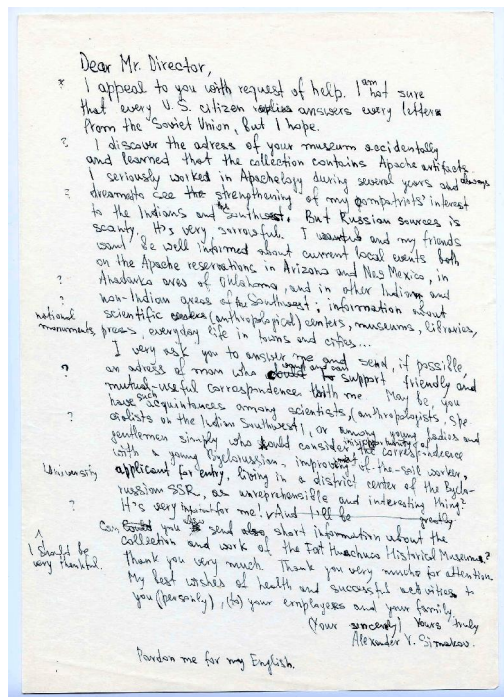 Dear Mr. Director,
? I appeal to you with request of help. I am not sure
that every U.S. citizen answers every letter
from the Soviet Union, but I hope.
? I discover the adress of your museum accidentally
and learned that the collection contains Apache artifacts.
I seriously worked in Apachelogy during several years and always
? dream to see the strengthening of my compatriots' interest
to the Indians and the Southwest. But Russian sources is
scanty, It's very sorrowful. I and my friends
want be well informed about current local events both
on the Apache reservations in Arizona and New Mexico, in
? Anadarko area of Oklahoma, and in other Indian and
? non-Indian areas of the Southwest; information about
national scientific (anthropological) centers, museums, libraries,
monuments, press, everyday life in towns and cities...
I very ask you to answer me and send, if possible,
? an adress of man who want and can support friendly and
mutual-useful correspondence with me. May be, you
have such acquintances among scientists, (anthropologists, spe-
? cialists on the Indian Southwest), or among young ladies and
gentlemen simply who would consider the correspondence
with a young Byelorussian, improving-of-the-soil worker,
University applicant for entry, living in a district center of the Byelo-
russian SSR, as unreprehensible and interesting thing?
? It's very for me! And I'll be greatly
Can you also send short information about the
I should be collection and work of the Fort Huachuca Historical Museum?
very thankful. Thank you very much. Thank you very much for attention.
My best wishes of health and successful activities to
you (personly), (to) your employees and your family.
(Your sincerely) Yours truly
Alexander V. Simakov.
Pardon me for my English.